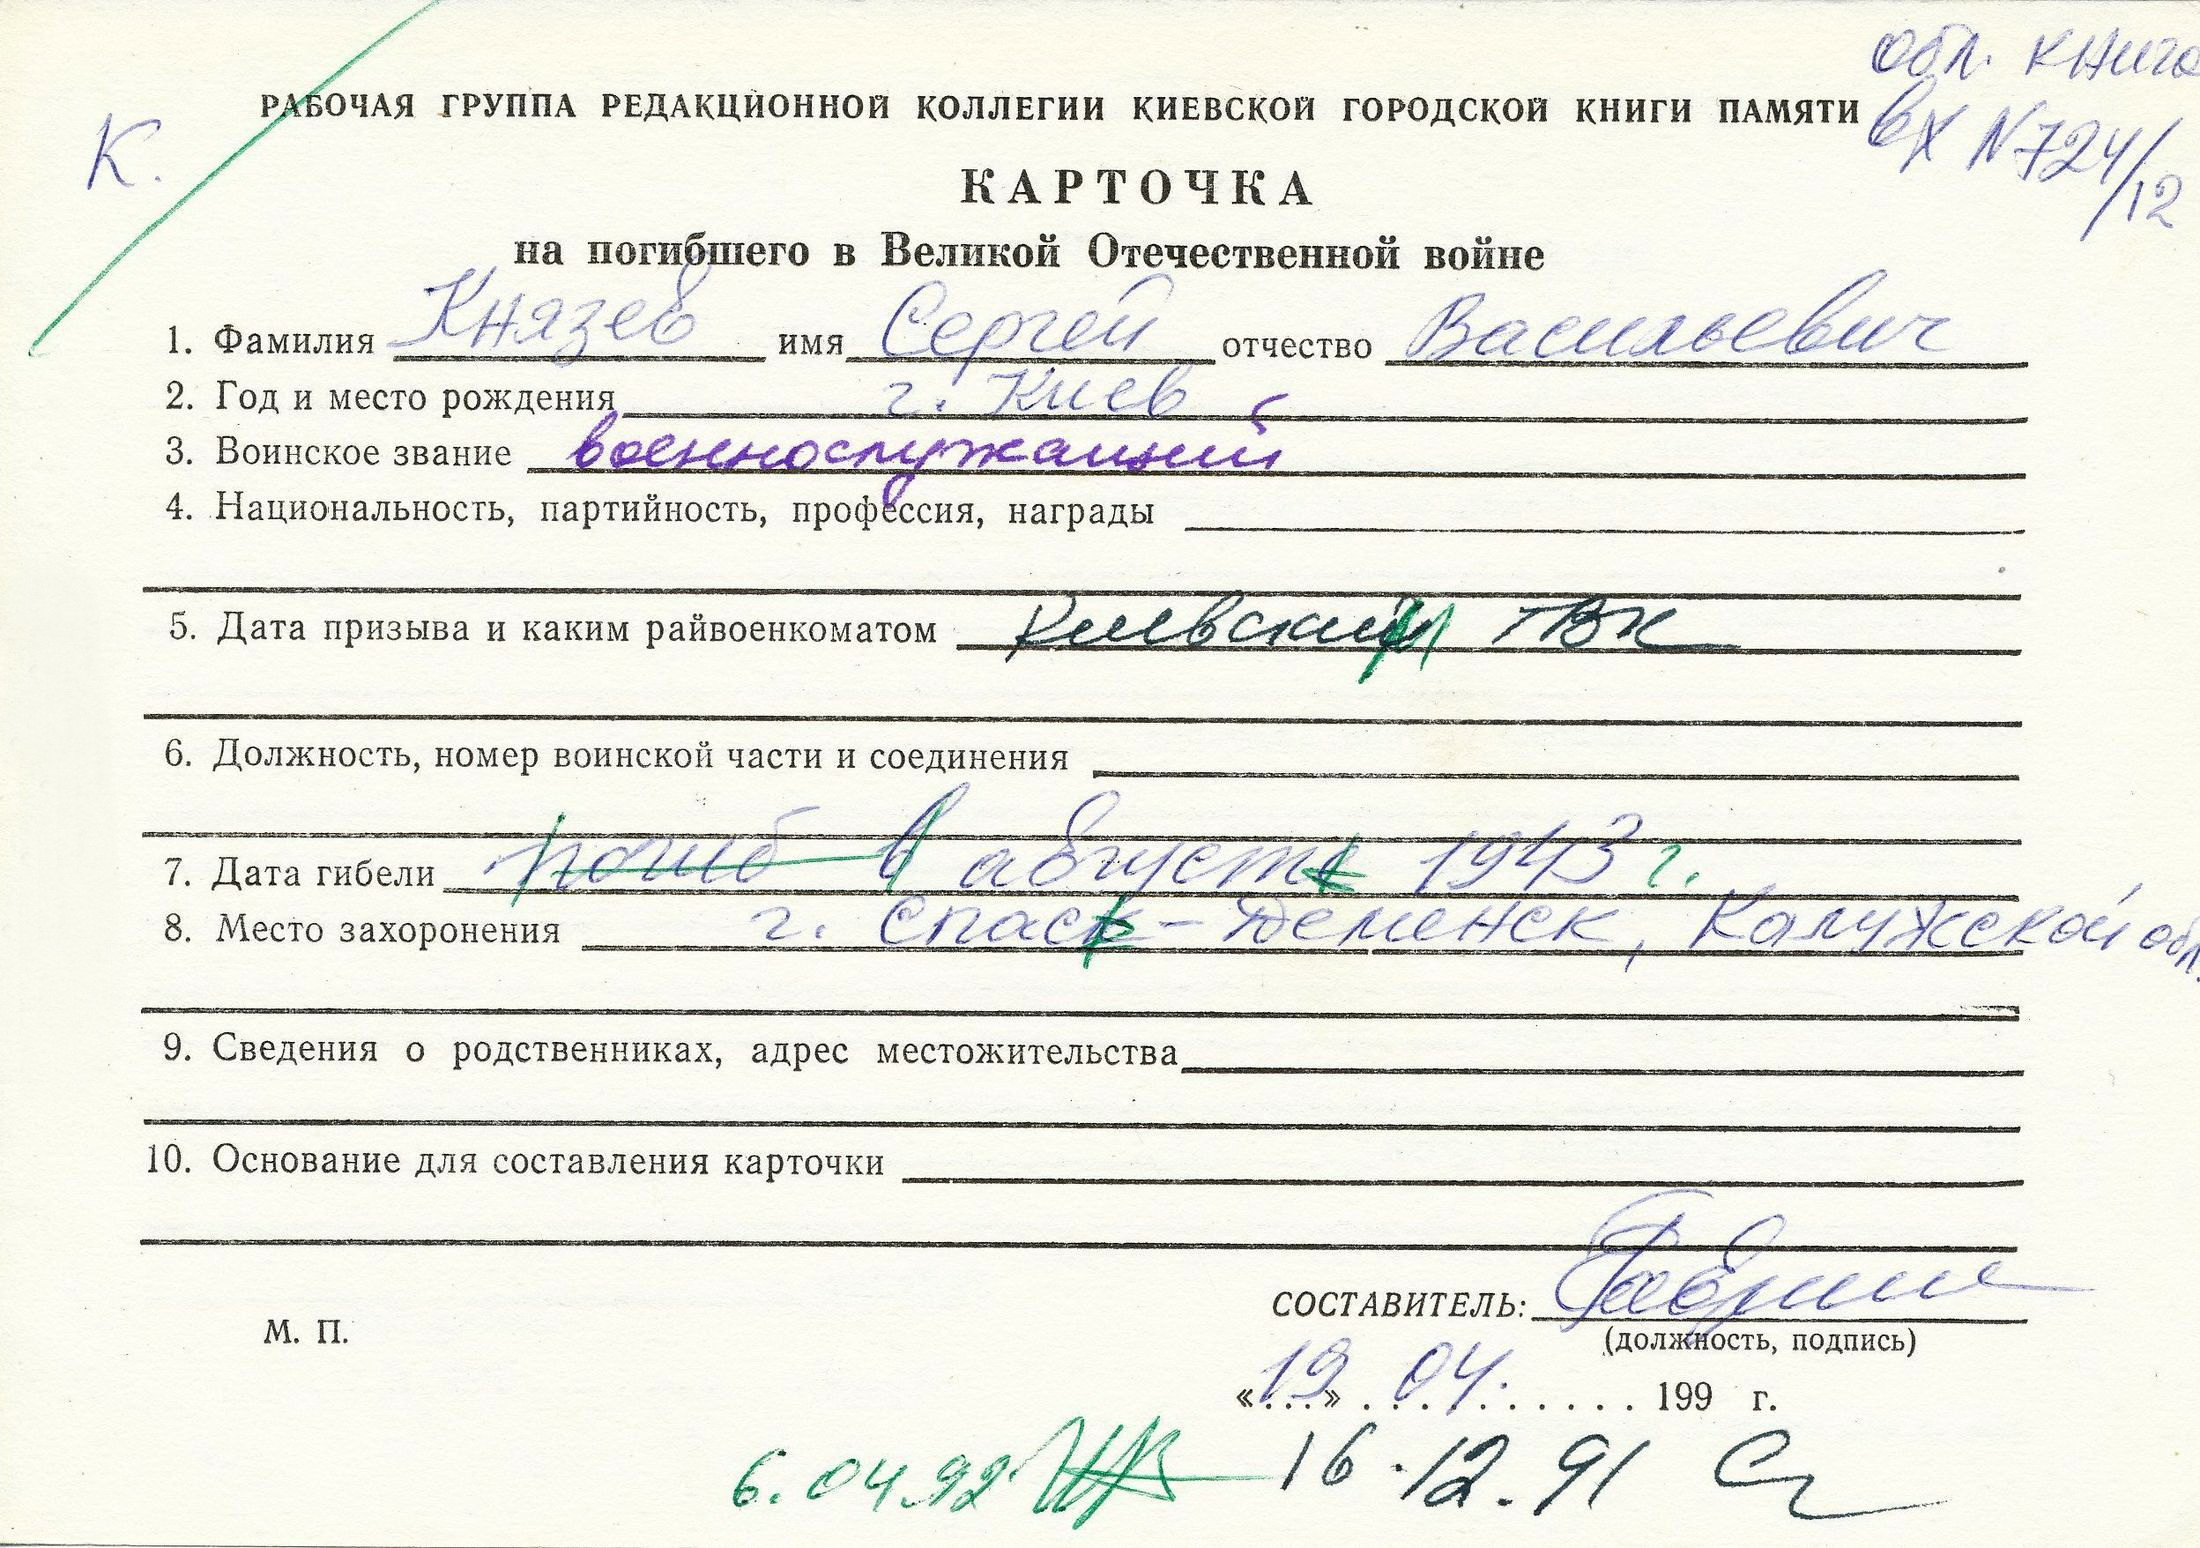 обл. книга
РАБОЧАЯ ГРУППА РЕДАКЦИОННОЙ КОЛЛЕГИИ КИЕВСКОЙ ГОРОДСКОЙ КНИГИ ПАМЯТИ
К.
вх N 724/12
КАРТОЧКА
на погибшего в Великой Отечественной войне
1. Фамилия Князев имя Сергей отчество Васильевич
2. Год и место рождения г. Киев
3. Воинское звание военнослужащий
4. Национальность, партийность, профессия, награды
5. Дата призыва и каким райвоенкоматом Киевский ГВК
6. Должность, номер воинской части и соединения
7. Дата гибели погиб в август 1943 г.
8. Место захоронения г. Спас-Деменск, Калужской обл.
9. Сведения о родственниках, адрес местожительства
10. Основание для составления карточки
СОСТАВИТЕЛЬ:
(должность, подпись)
М. П.
«19» 04. 199 г.
6.04.92 16.12.91